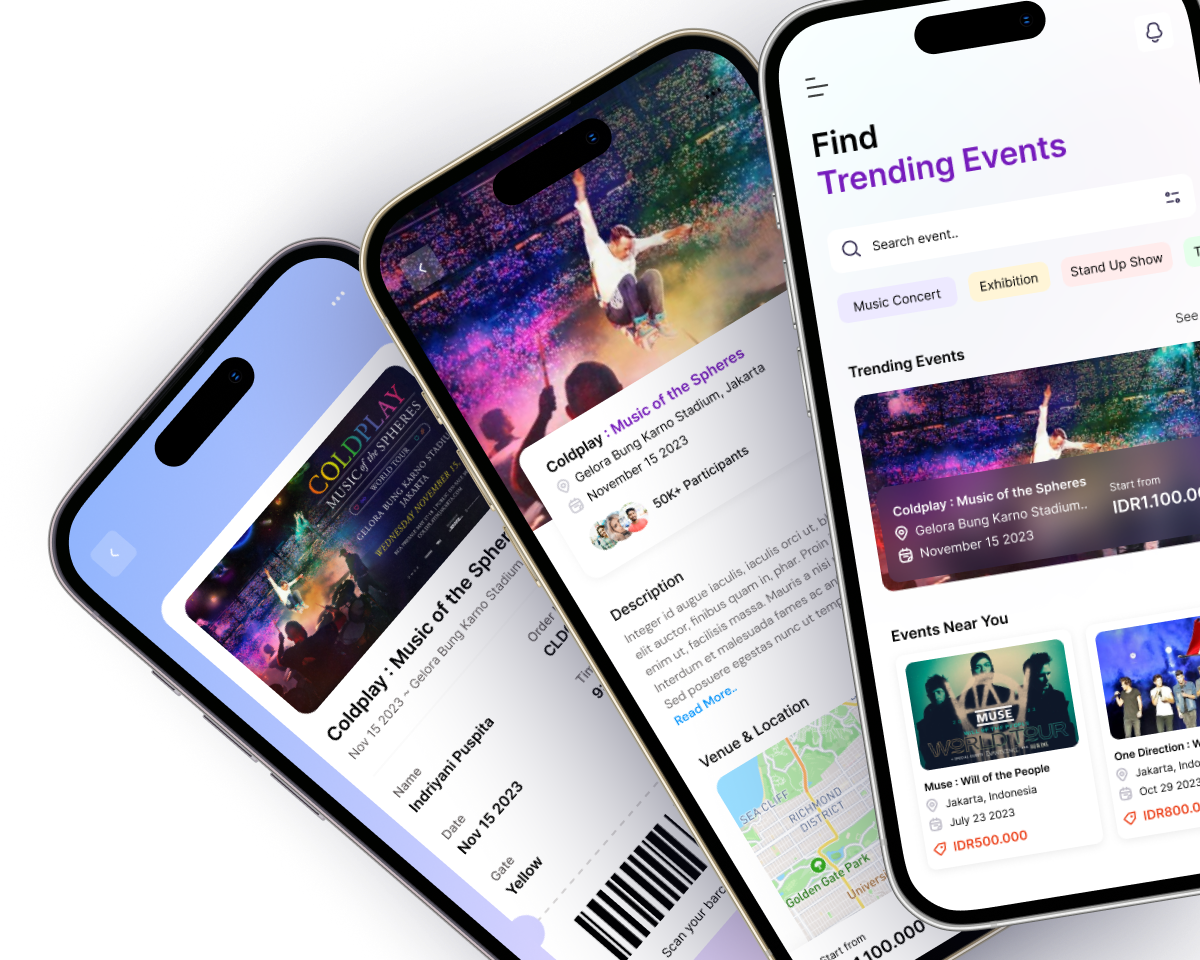 COLDPLAY
MUSIC of the SPHERES
WORLD TOUR
GELORA BUNG KARNO STADIU
JAKARTA
WEDNESDAY NOVEMBER 15,
Coldplay : Music of the Spher
Nov 15 2023 ~ Gelora Bung Karno Stadium
Name
Indriyani Puspita
Order
CLD
Date
Nov 15 2023
Tim
9
Gate
Yellow
Scan your barc
Coldplay : Music of the Spheres
Gelora Bung Karno Stadium, Jakarta
November 15 2023
50K+ Participants
Description
Integer id augue iaculis, iaculis orci ut, bl
elit auctor, finibus quam in, phar. Proin
enim ut, facilisis massa. Mauris a nisi
Interdum et malesuada fames ac an
Sed posuere egestas nunc ut temp
Read More..
Venue & Location
SEA CLIFF
RICHMOND
DISTRICT
Golden Gate Park
Universi
Start from
1.100.000
Find
Trending Events
Search event..
Music Concert
Exhibition
Stand Up Show
T
See
Trending Events
Coldplay : Music of the Spheres
Gelora Bung Karno Stadium..
November 15 2023
Start from
IDR1.100.00
Events Near You
MUSE
WORLD TOUR
Muse : Will of the People
Jakarta, Indonesia
July 23 2023
IDR500.000
One Direction : W
Jakarta, Indo
Oct 29 2023
IDR800.0